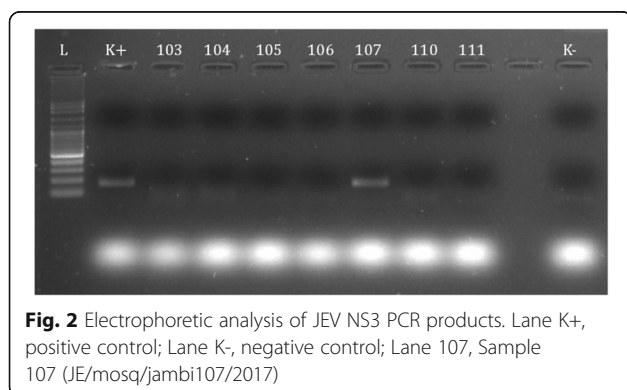 L K+ 103 104 105 106 107 110 111 K-
Fig. 2 Electrophoretic analysis of JEV NS3 PCR products. Lane K+,
positive control; Lane K-, negative control; Lane 107, Sample
107 (JE/mosq/jambi107/2017)